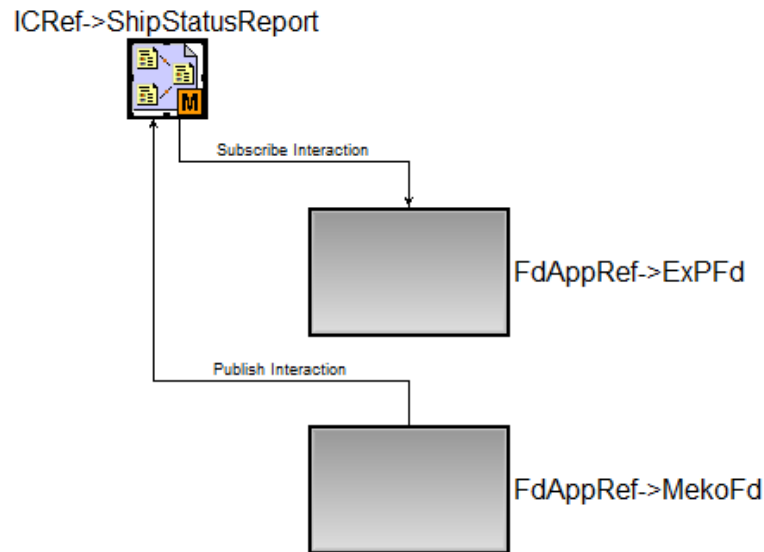 ICRef->ShipStatusReport
M
Subscribe Interaction
FdAppRef->ExPFd
Publish Interaction
FdAppRef->MekoFd